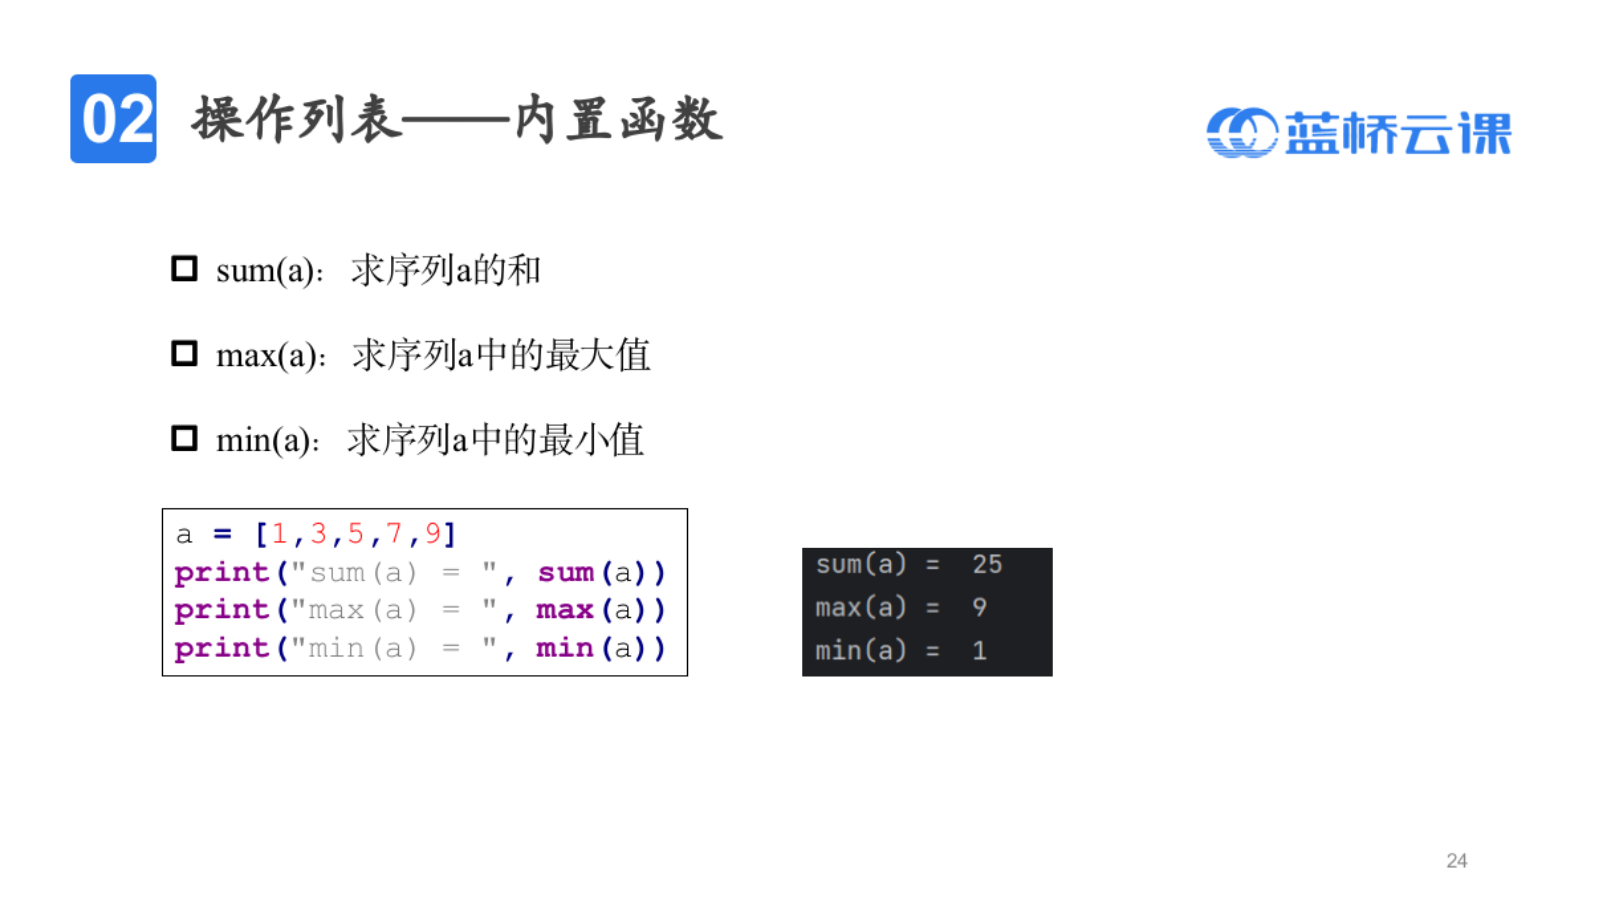 02 操作列表——内置函数
蓝桥云课
sum(a)：求序列a的和
max(a)：求序列a中的最大值
min(a)：求序列a中的最小值
a = [1,3,5,7,9]
print("sum(a) = ", sum(a))
print("max(a) = ", max(a))
print("min(a) = ", min(a))
sum(a) =  25
max(a) =  9
min(a) =  1
24